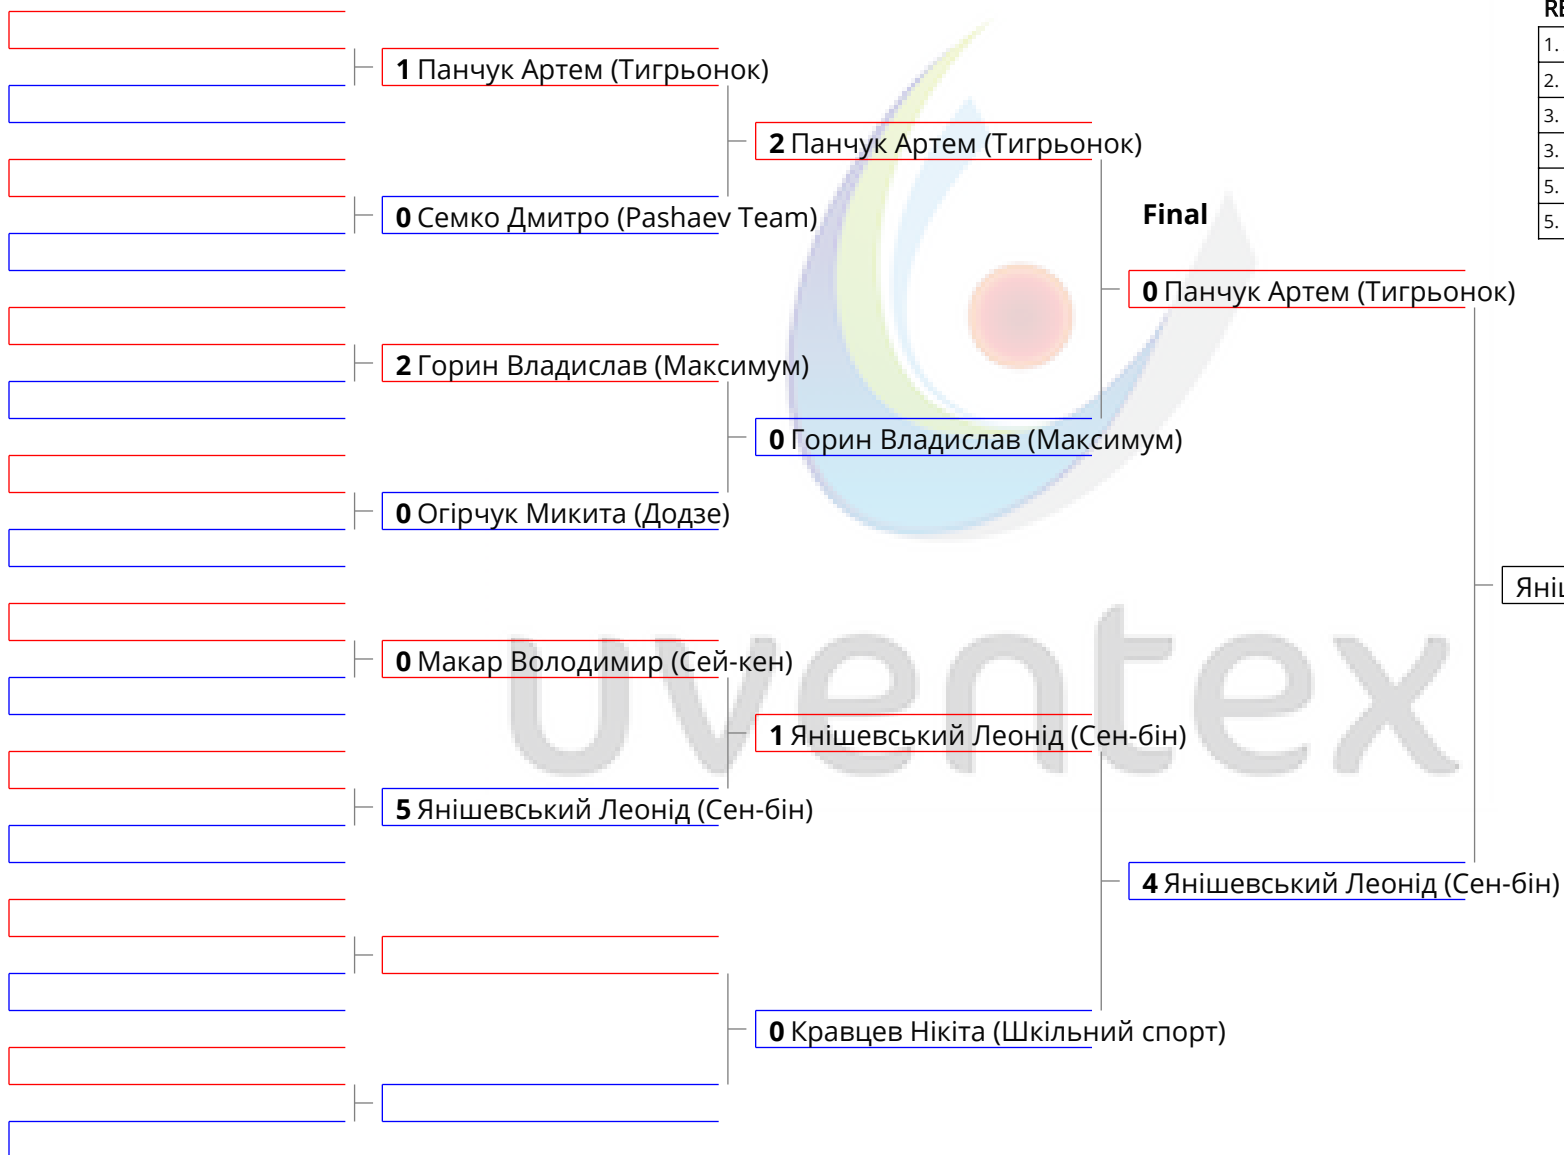 RE
1.
1 Панчук Артем (Тигрьонок)
2.
3.
2 Панчук Артем (Тигрьонок)
3.
5.
0 Семко Дмитро (Pashaev Team)
Final
5.
0 Панчук Артем (Тигрьонок)
2 Горин Владислав (Максимум)
0 Горин Владислав (Максимум)
0 Огірчук Микита (Додзе)
Яніш
0 Макар Володимир (Сей-кен)
uventex
1 Янішевський Леонід (Сен-бін)
5 Янішевський Леонід (Сен-бін)
4 Янішевський Леонід (Сен-бін)
0 Кравцев Нікіта (Шкільний спорт)